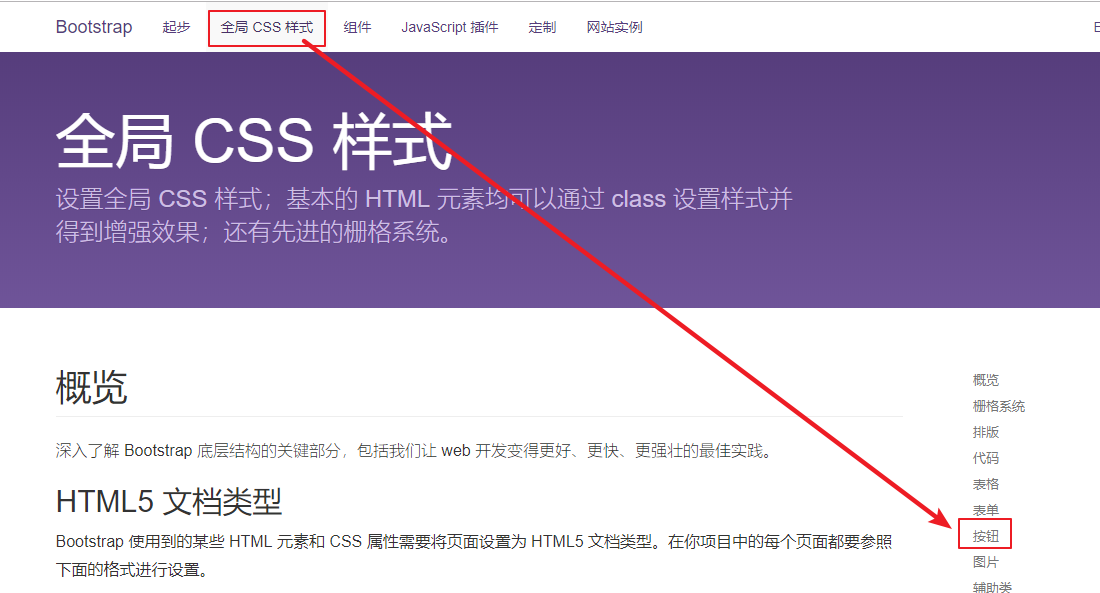 Bootstrap 起步 全局 CSS 样式 组件 JavaScript 插件 定制 网站实例
全局 CSS 样式
设置全局 CSS 样式；基本的 HTML 元素均可以通过 class 设置样式并
得到增强效果；还有先进的栅格系统。
概览
深入了解 Bootstrap 底层结构的关键部分，包括我们让 web 开发变得更好、更快、更强壮的最佳实践。
HTML5 文档类型
Bootstrap 使用到的某些 HTML 元素和 CSS 属性需要将页面设置为 HTML5 文档类型。在你项目中的每个页面都要参照
下面的格式进行设置。
概览
栅格系统
排版
代码
表格
表单
按钮
图片
辅助类